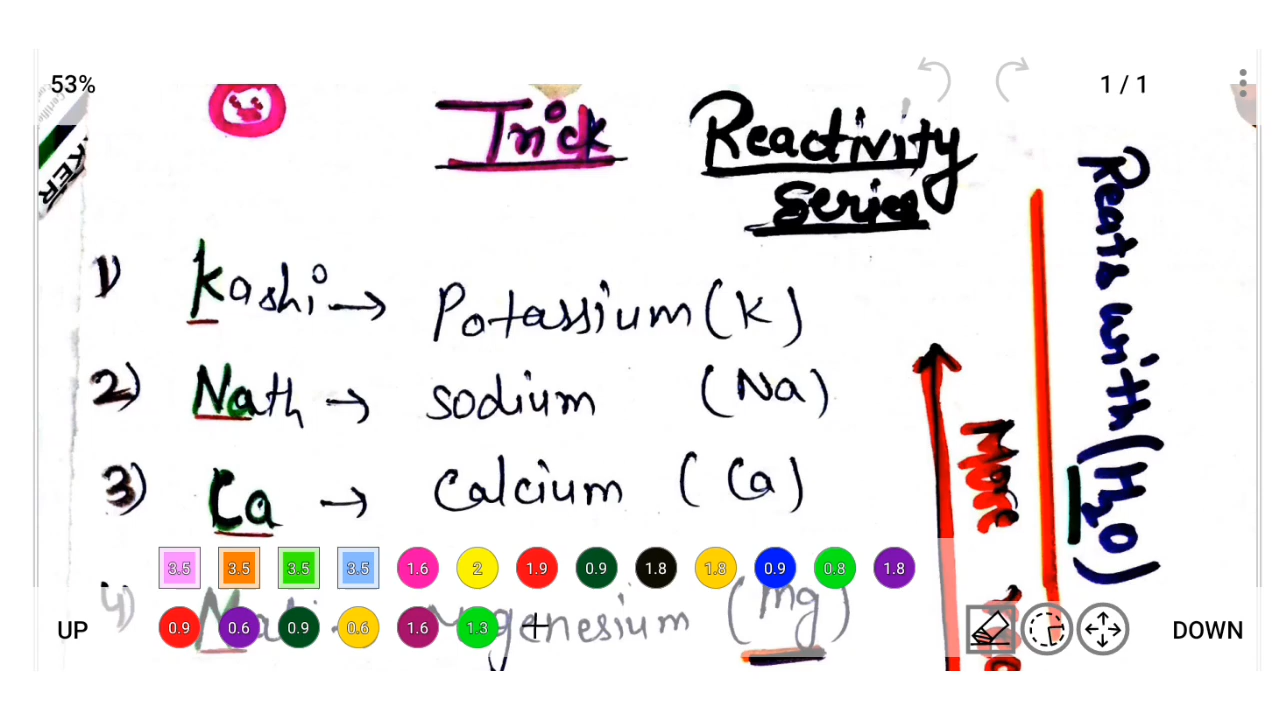 53%
1 / 1
KER
Trick
Reactivity
Series
Reats with (H2O)
1) Kashi → Potassium (K)
2) Nath → sodium (Na)
3) Ca → Calcium (Ca)
More
4) (Mg)
3.5 3.5 3.5 3.5 1.6 2 1.9 0.9 1.8 1.8 0.9 0.8 1.8
0.9 0.6 0.9 0.6 1.6 1.3 +
UP
DOWN